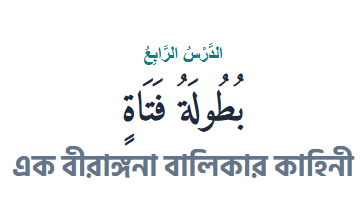 الدَّرْسُ الرَّابِعُ
بُطُولَةُ فَتَاةٍ
এক বীরাঙ্গনা বালিকার কাহিনী